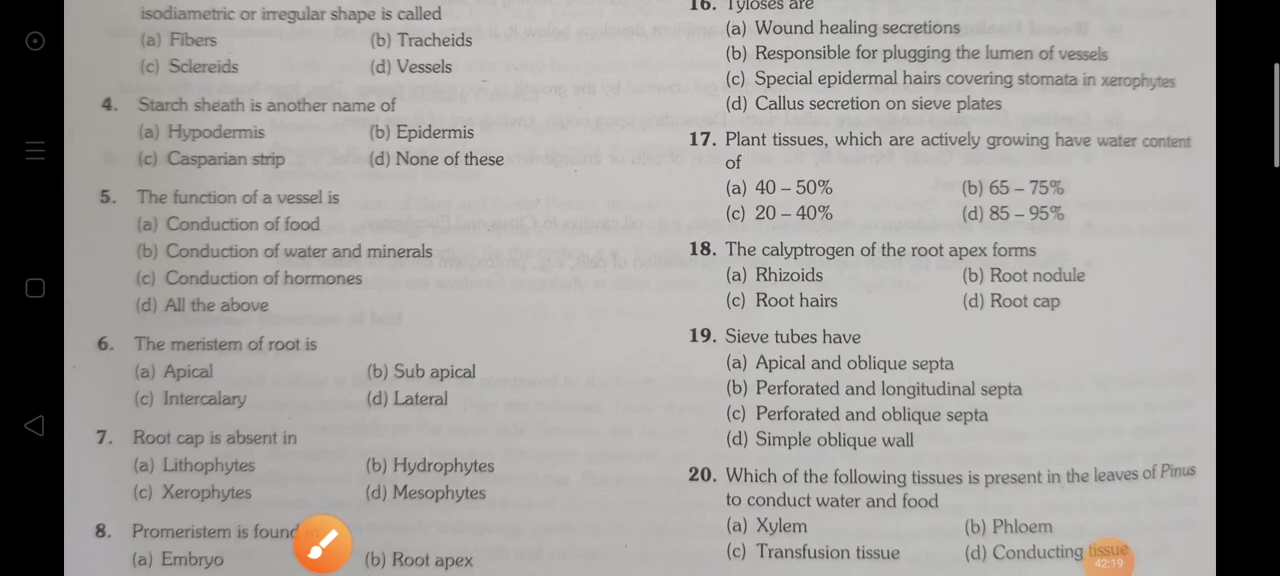 isodiametric or irregular shape is called
(a) Fibers (b) Tracheids
(c) Sclereids (d) Vessels
4. Starch sheath is another name of
(a) Hypodermis (b) Epidermis
(c) Casparian strip (d) None of these
5. The function of a vessel is
(a) Conduction of food
(b) Conduction of water and minerals
(c) Conduction of hormones
(d) All the above
6. The meristem of root is
(a) Apical (b) Sub apical
(c) Intercalary (d) Lateral
7. Root cap is absent in
(a) Lithophytes (b) Hydrophytes
(c) Xerophytes (d) Mesophytes
8. Promeristem is found
(a) Embryo (b) Root apex
16. Tyloses are
(a) Wound healing secretions
(b) Responsible for plugging the lumen of vessels
(c) Special epidermal hairs covering stomata in xerophytes
(d) Callus secretion on sieve plates
17. Plant tissues, which are actively growing have water content
of
(a) 40 – 50% (b) 65 – 75%
(c) 20 – 40% (d) 85 – 95%
18. The calyptrogen of the root apex forms
(a) Rhizoids (b) Root nodule
(c) Root hairs (d) Root cap
19. Sieve tubes have
(a) Apical and oblique septa
(b) Perforated and longitudinal septa
(c) Perforated and oblique septa
(d) Simple oblique wall
20. Which of the following tissues is present in the leaves of Pinus
to conduct water and food
(a) Xylem (b) Phloem
(c) Transfusion tissue (d) Conducting tissue
42:19